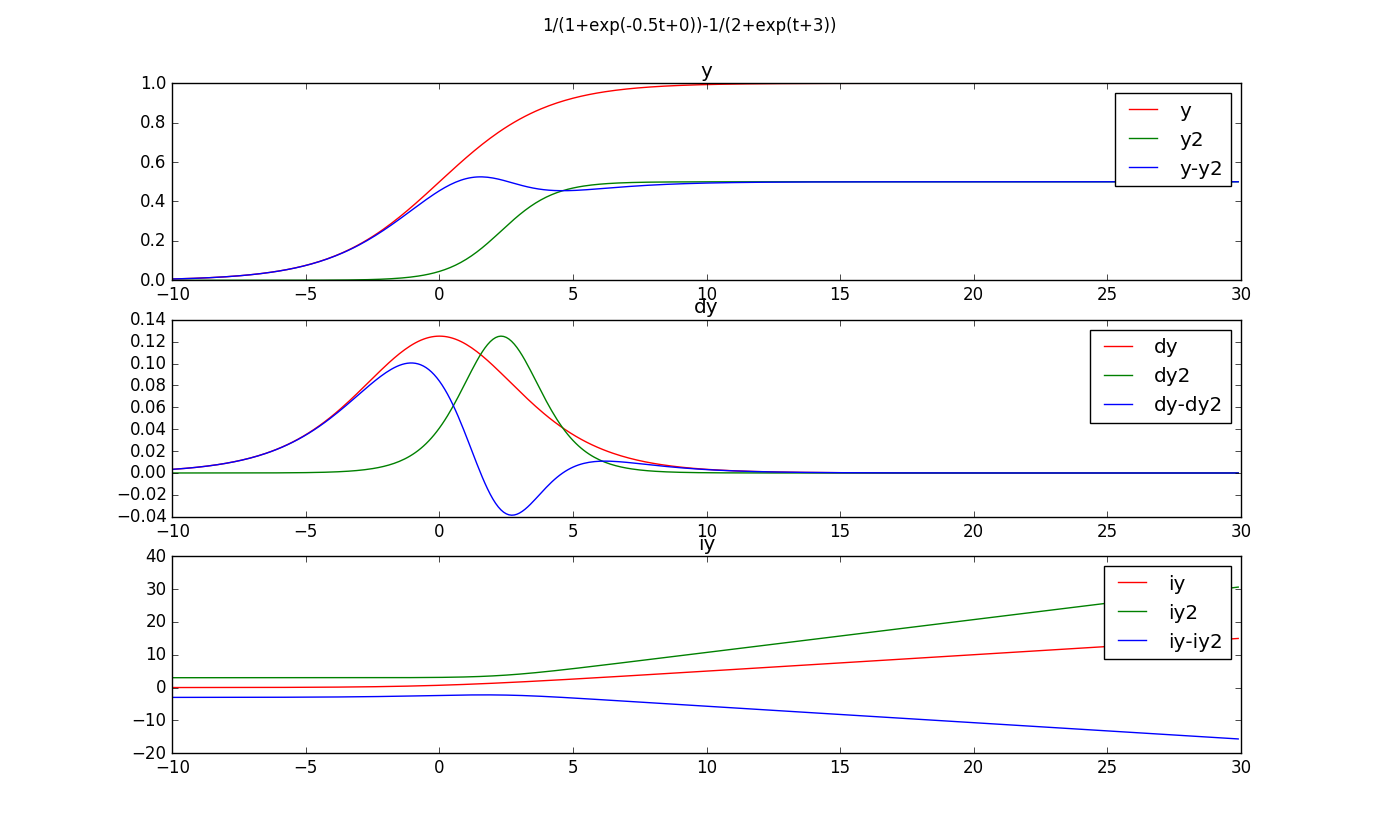 1/(1+exp(-0.5t+0))-1/(2+exp(t+3))
y
1.0
0.8
0.6
0.4
0.2
0.0
y
y2
y-y2
−10 −5 0 5 10 15 20 25 30
dy
0.14
0.12
0.10
0.08
0.06
0.04
0.02
0.00
−0.02
−0.04
dy
dy2
dy-dy2
−10 −5 0 5 10 15 20 25 30
iy
40
30
20
10
0
−10
−20
iy
iy2
iy-iy2
−10 −5 0 5 10 15 20 25 30